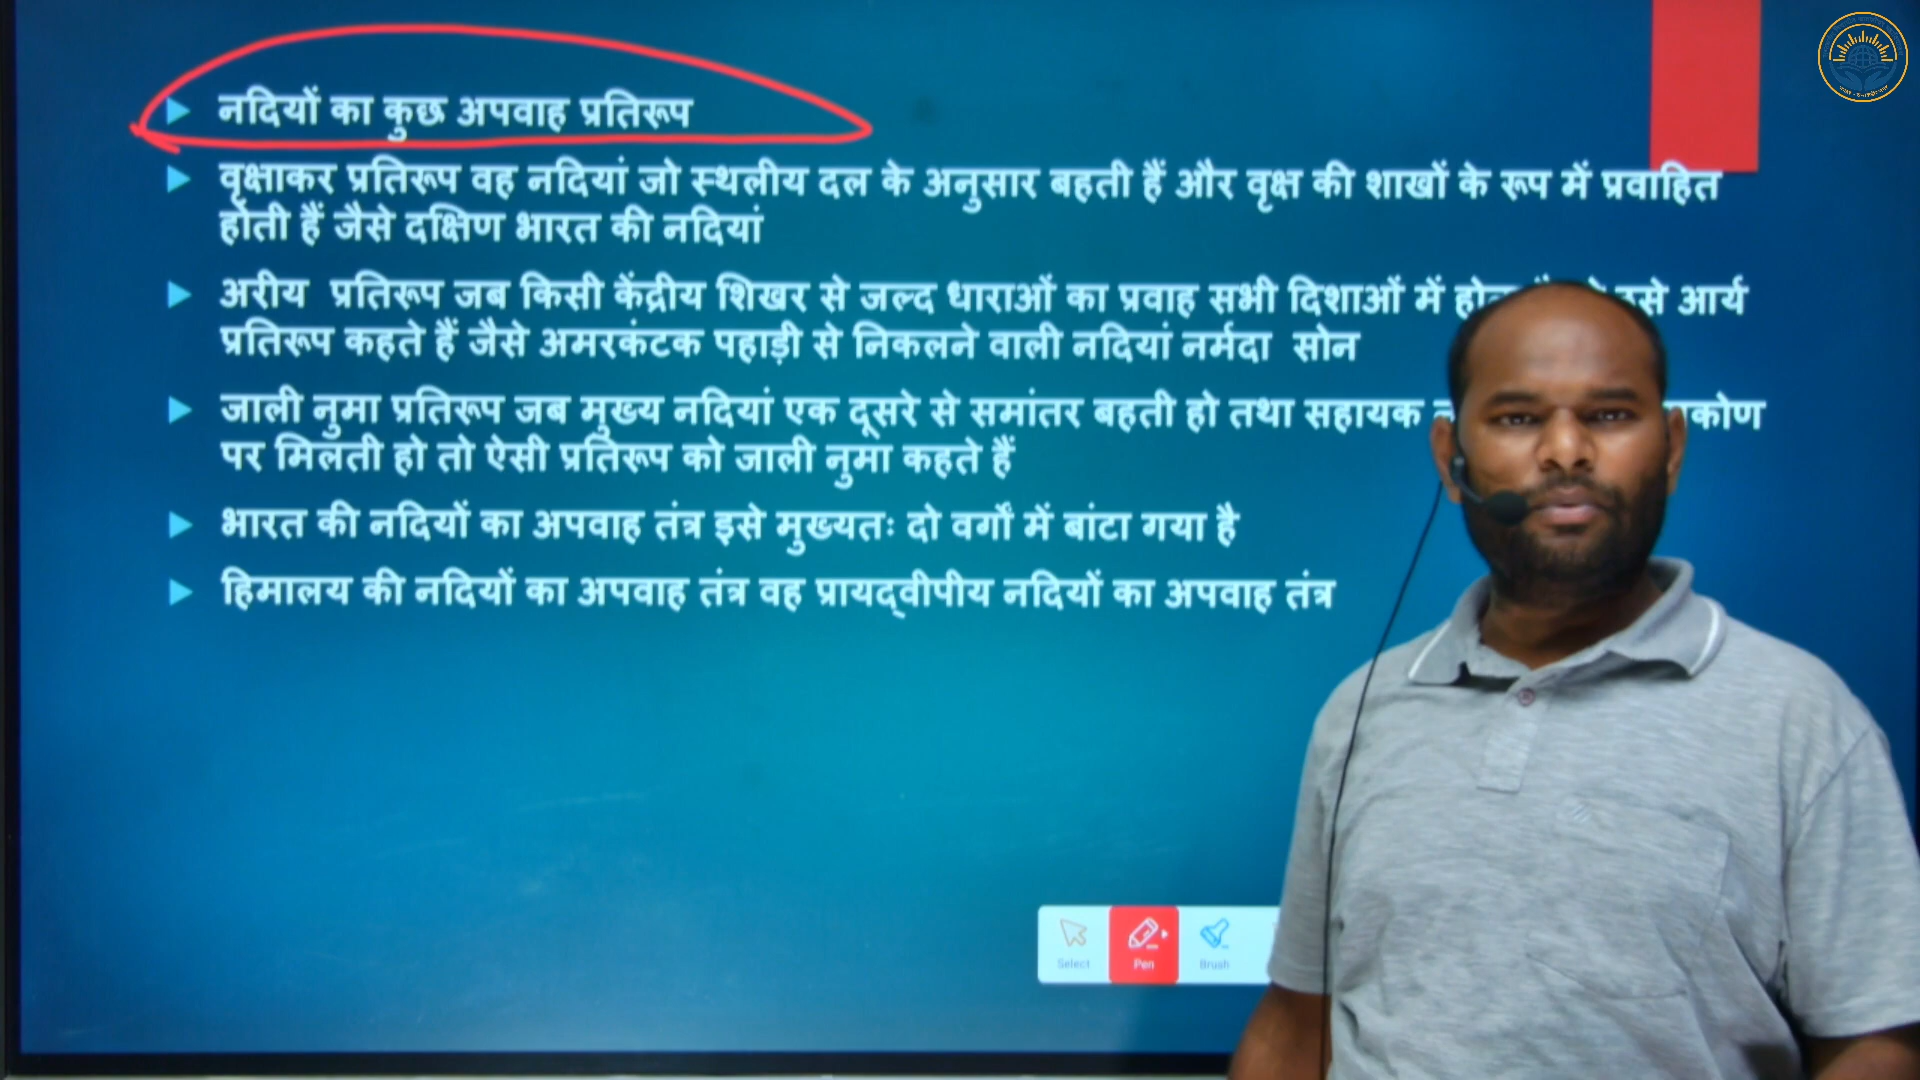 नदियों का कुछ अपवाह प्रतिरूप
वृक्षाकर प्रतिरूप वह नदियां जो स्थलीय दल के अनुसार बहती हैं और वृक्ष की शाखों के रूप में प्रवाहित
होती हैं जैसे दक्षिण भारत की नदियां
अरीय प्रतिरूप जब किसी केंद्रीय शिखर से जल्द धाराओं का प्रवाह सभी दिशाओं में उसे आर्य
प्रतिरूप कहते हैं जैसे अमरकंटक पहाड़ी से निकलने वाली नदियां नर्मदा सोन
जाली नुमा प्रतिरूप जब मुख्य नदियां एक दूसरे से समांतर बहती हो तथा सहायक
पर मिलती हो तो ऐसी प्रतिरूप को जाली नुमा कहते हैं
भारत की नदियों का अपवाह तंत्र इसे मुख्यतः दो वर्गों में बांटा गया है
हिमालय की नदियों का अपवाह तंत्र वह प्रायद्वीपीय नदियों का अपवाह तंत्र
Select Pen Brush